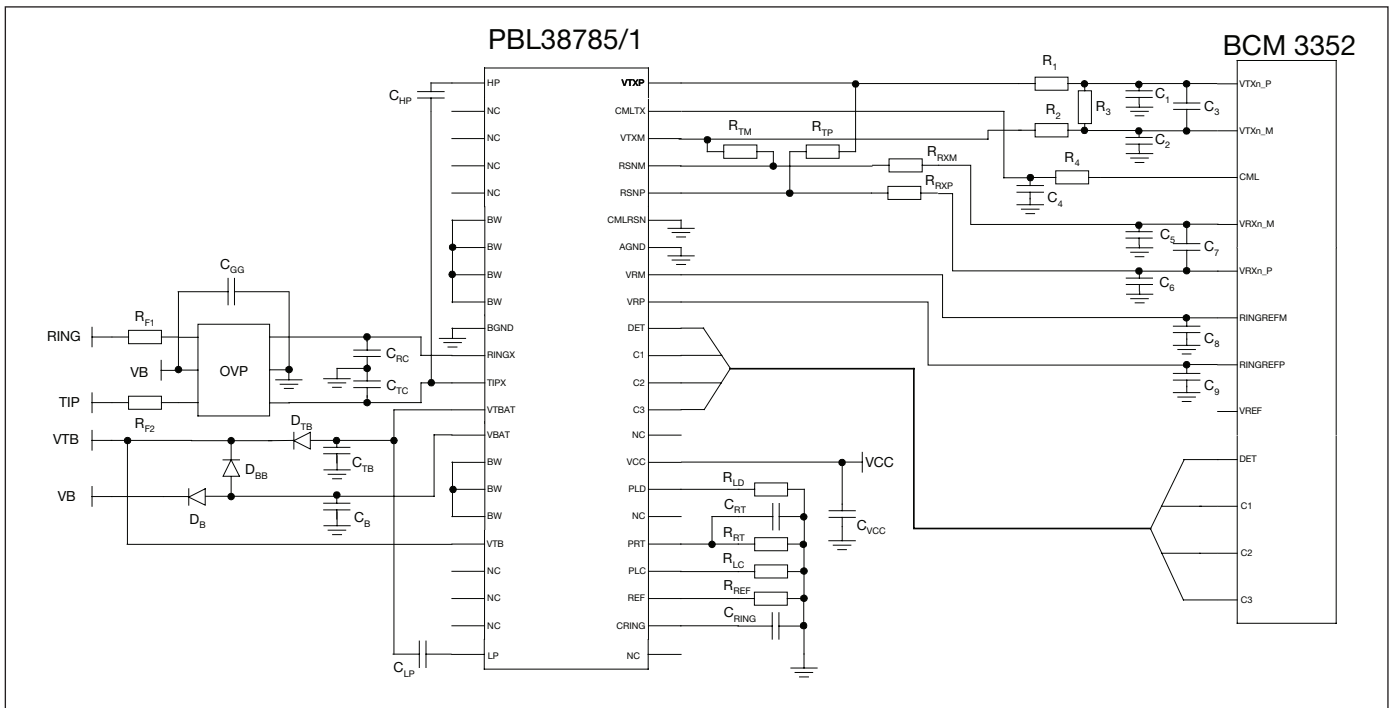 PBL38785/1
BCM 3352
HP
NC
NC
NC
NC
BW
BW
BW
BW
BGND
RINGX
TIPX
VTBAT
VBAT
BW
BW
BW
VTB
NC
NC
NC
LP
VTXP
CMLTX
VTXM
RSNM
RSNP
CMLRSN
AGND
VRM
VRP
DET
C1
C2
C3
NC
VCC
PLD
NC
PRT
PLC
REF
CRING
NC
VTXn_P
VTXn_M
CML
VRXn_M
VRXn_P
RINGREFM
RINGREFP
VREF
DET
C1
C2
C3
CHP
CGG
RING
RF1
VB
OVP
TIP
RF2
CRC
CTC
VTB
DTB
CTB
DBB
VB
DB
CB
CLP
RTM
RTP
RRXM
RRXP
R1
R2
R3
R4
C1
C2
C3
C4
C5
C6
C7
C8
C9
VCC
CVCC
RLD
CRT
RRT
RLC
RREF
CRING